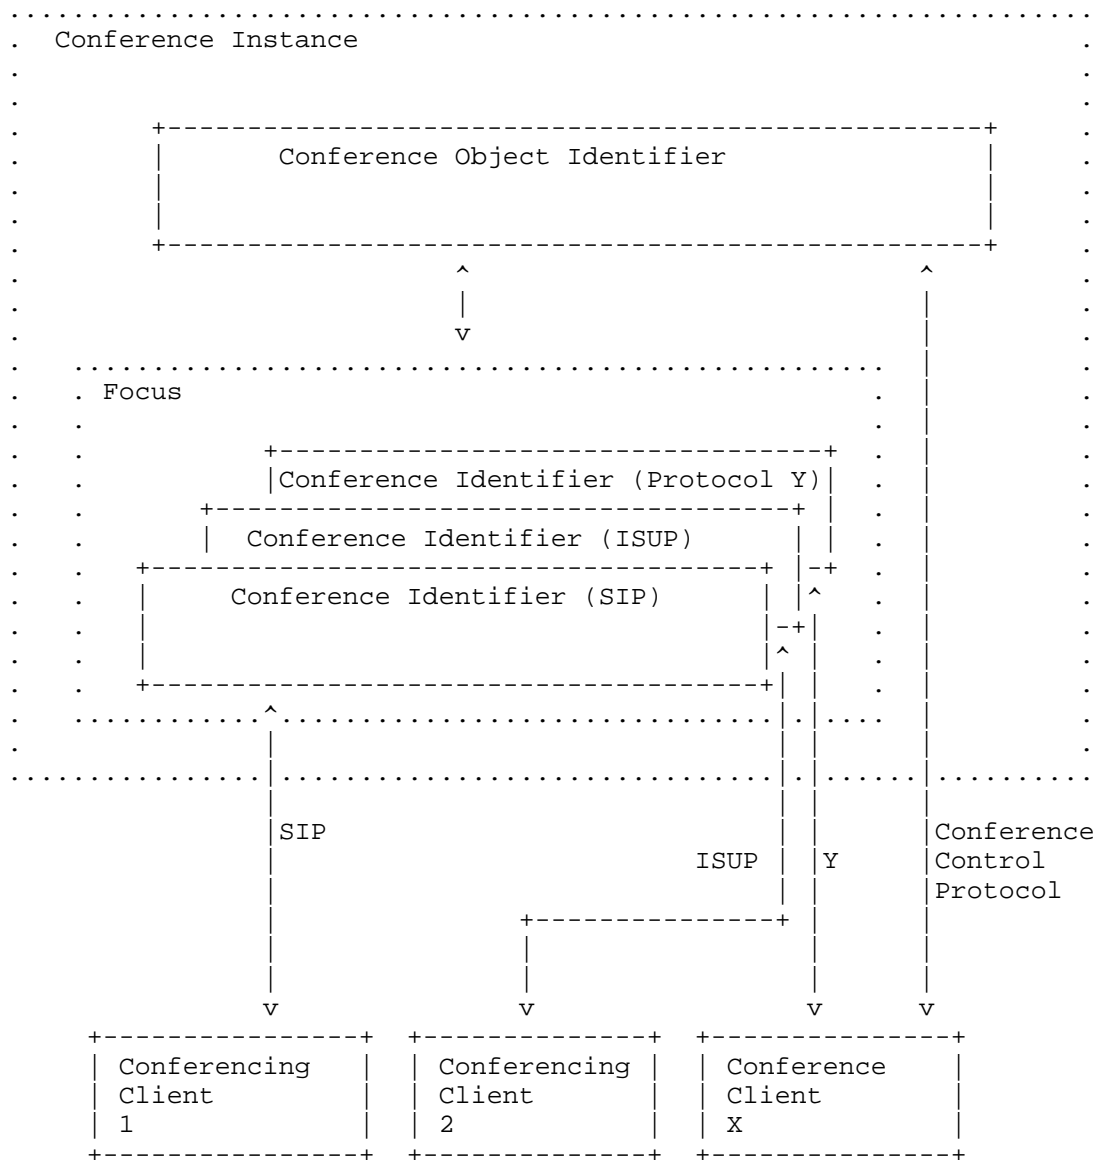 Conference Instance
Conference Object Identifier
Focus
Conference Identifier (Protocol Y)
Conference Identifier (ISUP)
Conference Identifier (SIP)
SIP
Conference
ISUP
Y
Control
Protocol
Conferencing
Client
1
Conferencing
Client
2
Conference
Client
X